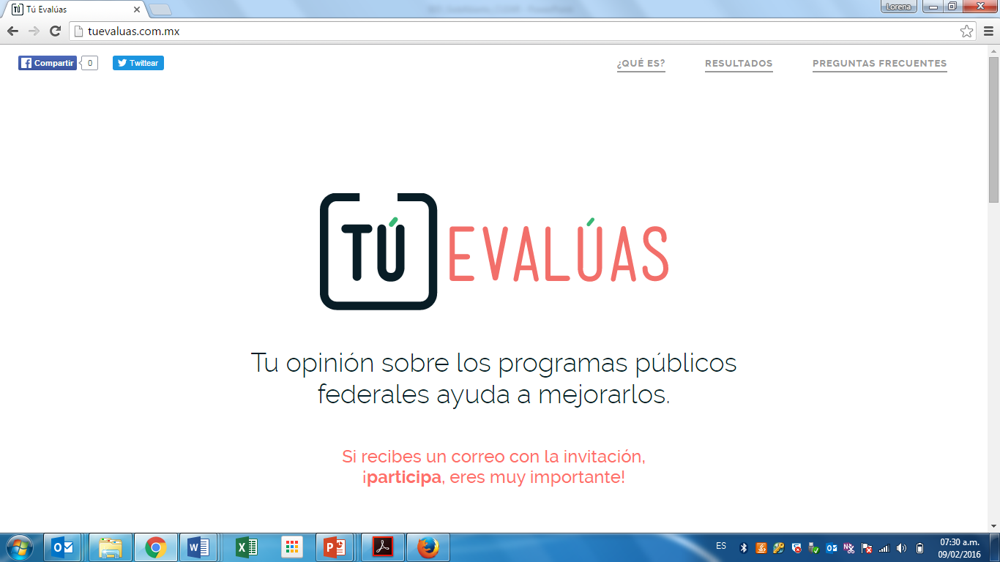 Tú Evalúas
Lorena
tuevaluas.com.mx
Compartir 0 Twittear
¿QUÉ ES? RESULTADOS PREGUNTAS FRECUENTES
TÚ EVALÚAS
Tu opinión sobre los programas públicos
federales ayuda a mejorarlos.
Si recibes un correo con la invitación,
¡participa, eres muy importante!
ES
07:30 a.m.
09/02/2016